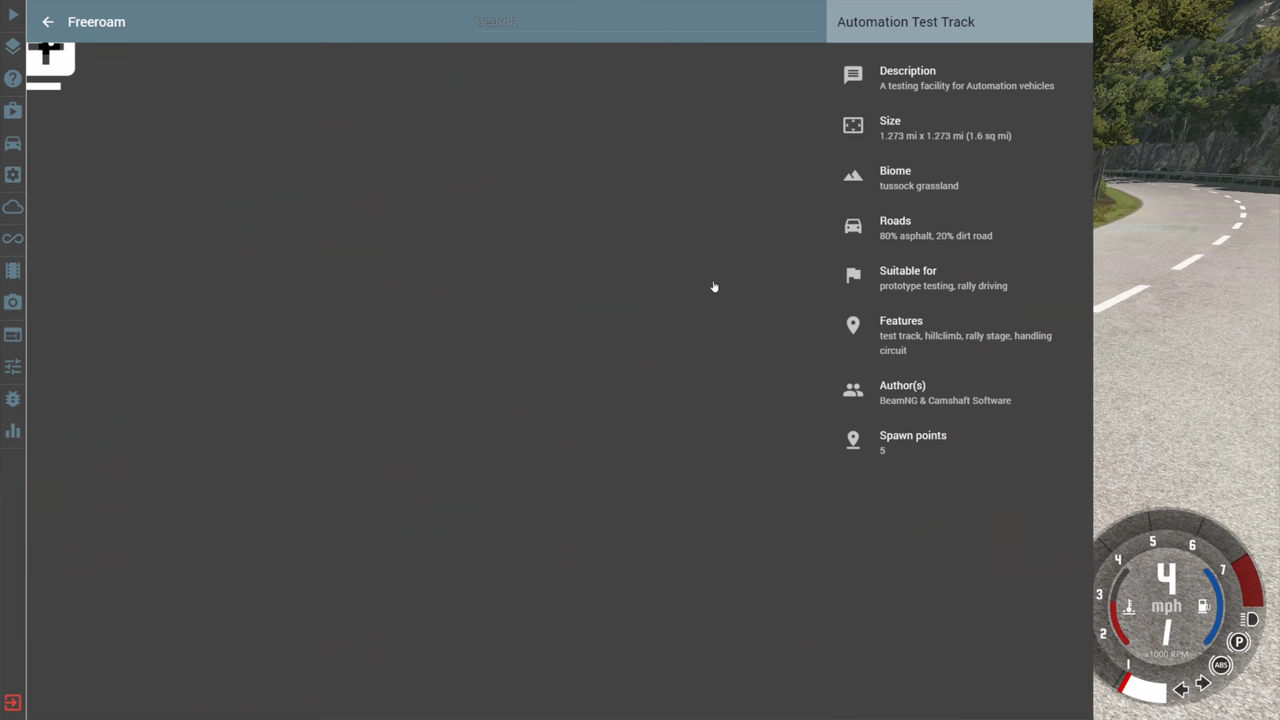 Freeroam
Search
Automation Test Track
Description
A testing facility for Automation vehicles
Size
1.273 mi x 1.273 mi (1.6 sq mi)
Biome
tussock grassland
Roads
80% asphalt, 20% dirt road
Suitable for
prototype testing, rally driving
Features
test track, hillclimb, rally stage, handling
circuit
Author(s)
BeamNG & Camshaft Software
Spawn points
5
1 2 3 4 5 6 7
4
mph
1
x1000 RPM
P
ABS